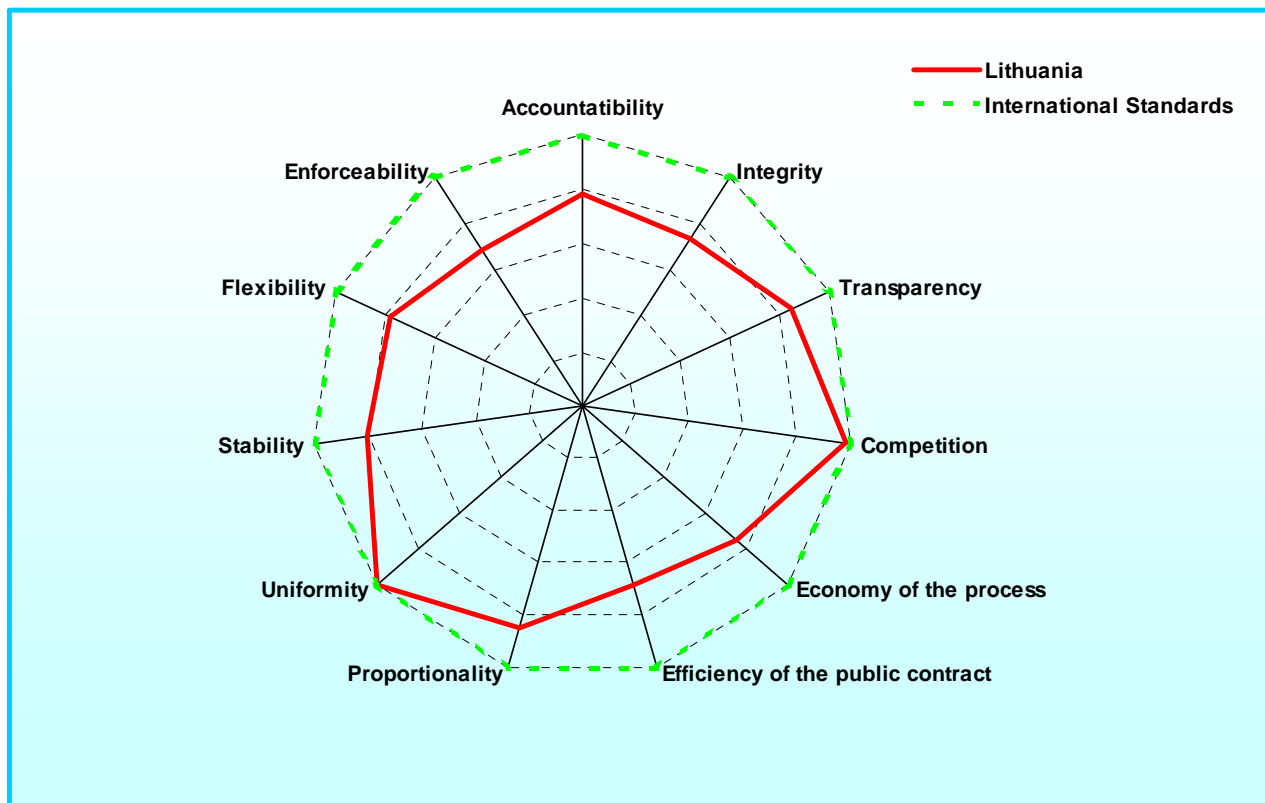 Lithuania
International Standards
Accountatibility
Enforceability
Integrity
Flexibility
Transparency
Stability
Competition
Uniformity
Economy of the process
Proportionality
Efficiency of the public contract